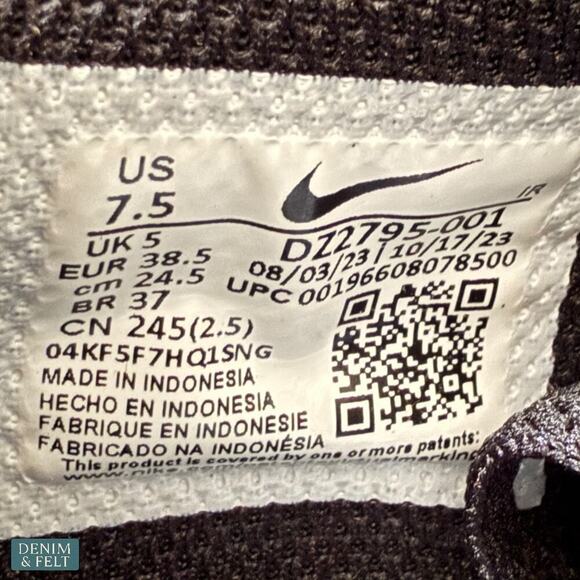 US
7.5
UK 5
EUR 38.5
cm 24.5
BR 37
CN 245(2.5)
IR
DZ2795-001
08/03/23 | 10/17/23
UPC 00196608078500
04KF5F7HQ1SNG
MADE IN INDONESIA
HECHO EN INDONESIA
FABRIQUE EN INDONESIE
FABRICADO NA INDONÉSIA
This product is covered by one or more patents:
DENIM
& FELT